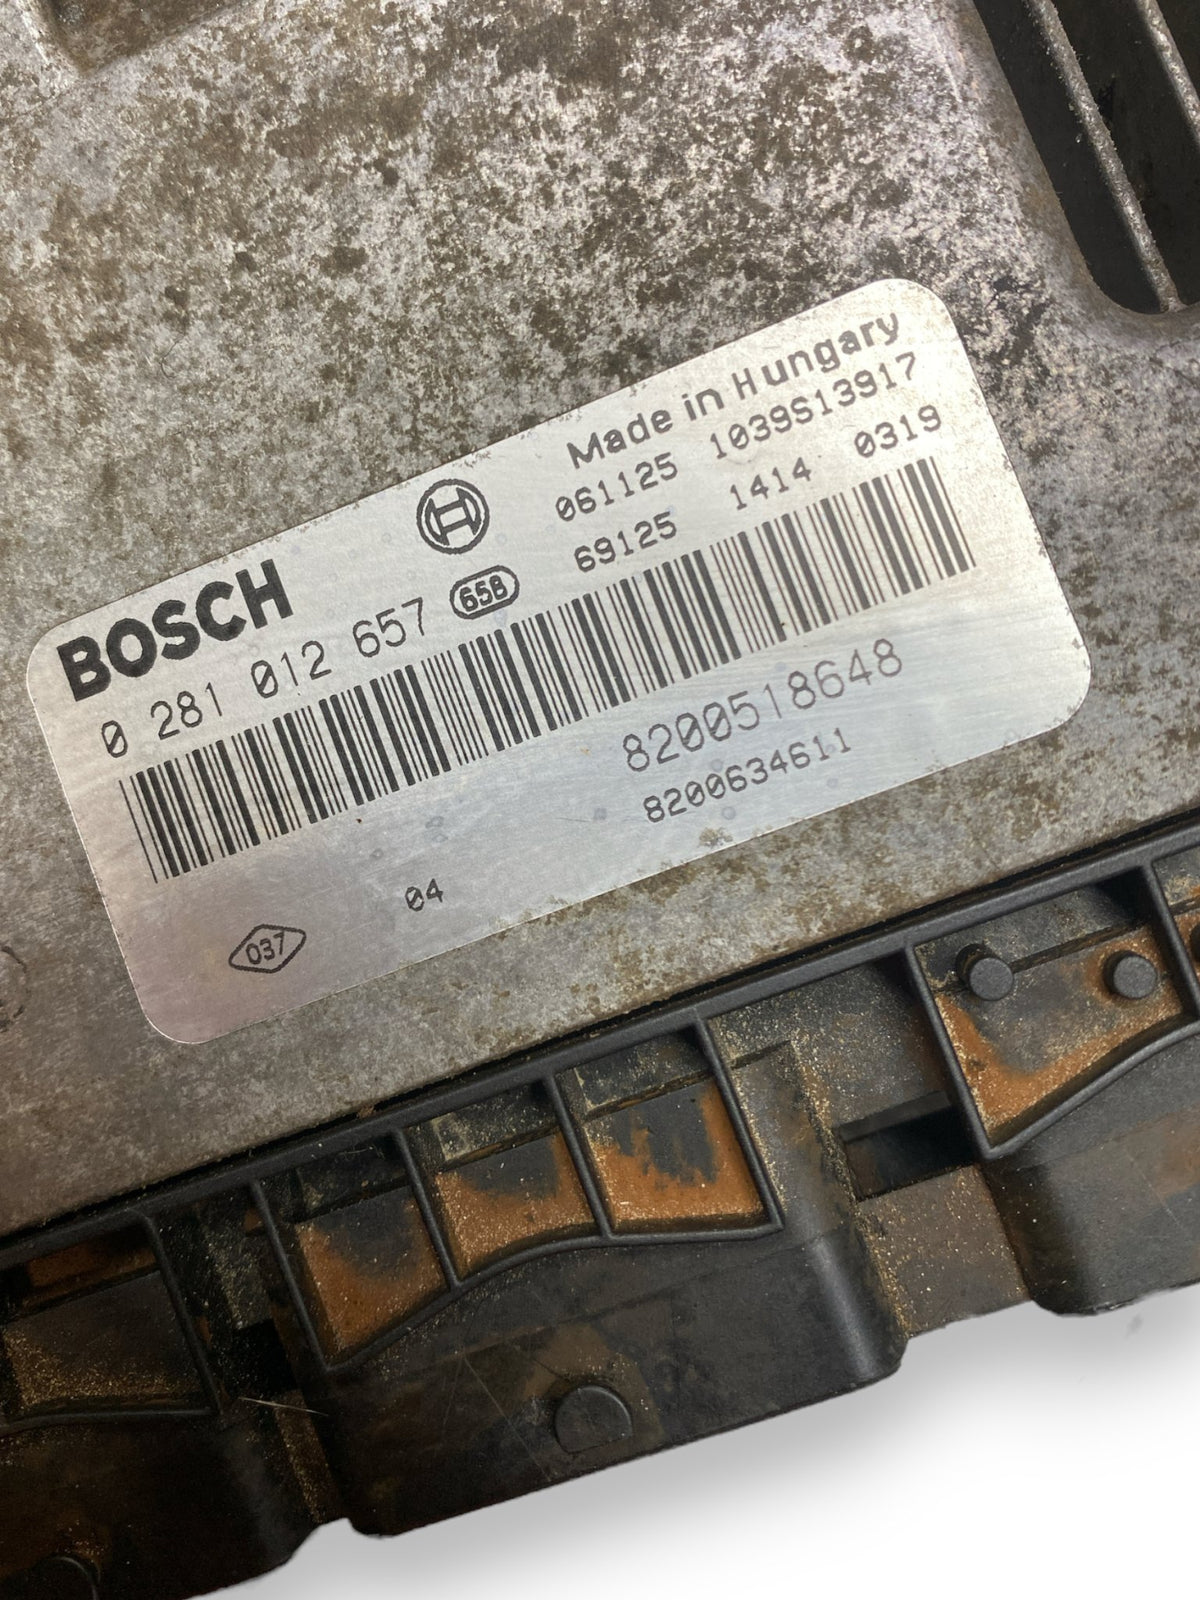 Made in Hungary
061125 1039S13917
69125 1414 0319
BOSCH
0 281 012 657 658
8200518648
8200634611
04
037